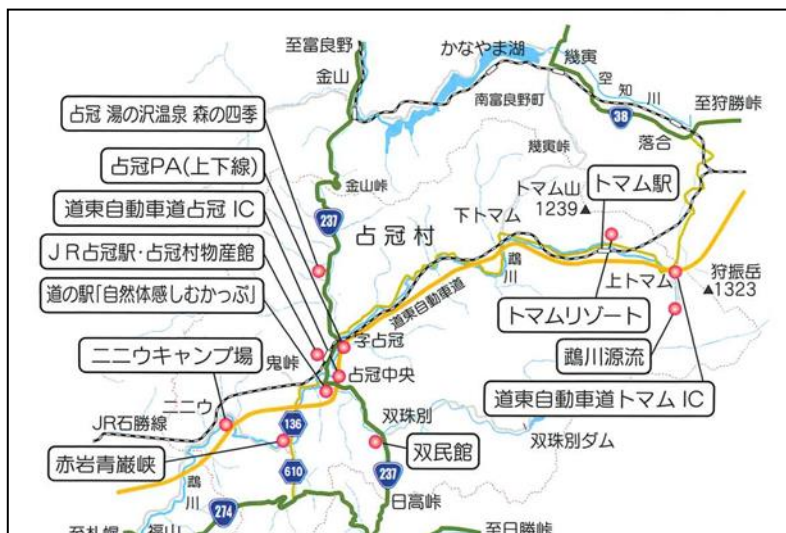 至富良野
かなやま湖
幾寅
金山
空知川
南富良野町
至狩勝峠
38
占冠 湯の沢温泉 森の四季
落合
幾寅峠
占冠PA(上下線)
金山峠
トマム山
1239
トマム駅
道東自動車道占冠 IC
237
占冠村
下トマム
JR占冠駅・占冠村物産館
鵡川
上トマム
狩振岳
1323
道の駅「自然体感しむかっぷ」
道東自動車道
トマムリゾート
字占冠
ニニウキャンプ場
鬼峠
鵡川源流
占冠中央
道東自動車道トマム IC
ニニウ
双珠別
JR石勝線
136
双珠別ダム
赤岩青巌峡
双民館
610
237
鵡川
日高峠
274
至札幌
福山
至日勝峠